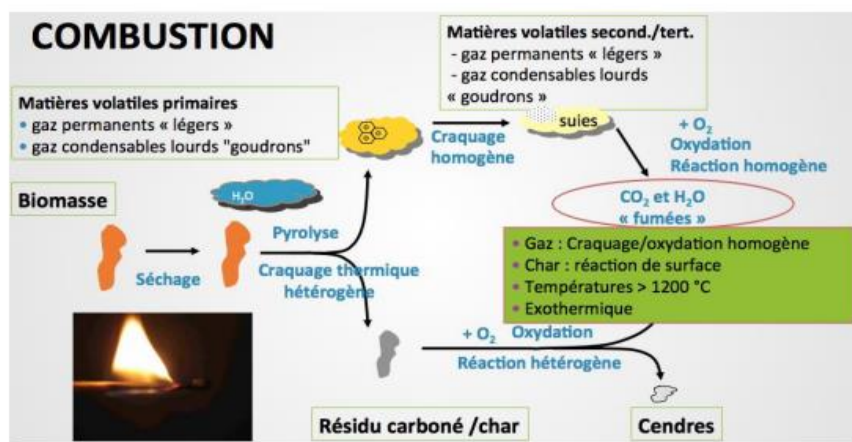 COMBUSTION
Matières volatiles second./tert.
- gaz permanents « légers »
- gaz condensables lourds
« goudrons »
Matières volatiles primaires
• gaz permanents « légers »
• gaz condensables lourds "goudrons"
Craquage
homogène
suies
+ O₂
Oxydation
Réaction homogène
Biomasse
H₂O
CO₂ et H₂O
« fumées »
Séchage
Pyrolyse
Craquage thermique
hétérogène
• Gaz : Craquage/oxydation homogène
• Char : réaction de surface
• Températures > 1200 °C
• Exothermique
+ O₂ Oxydation
Réaction hétérogène
Résidu carboné /char
Cendres